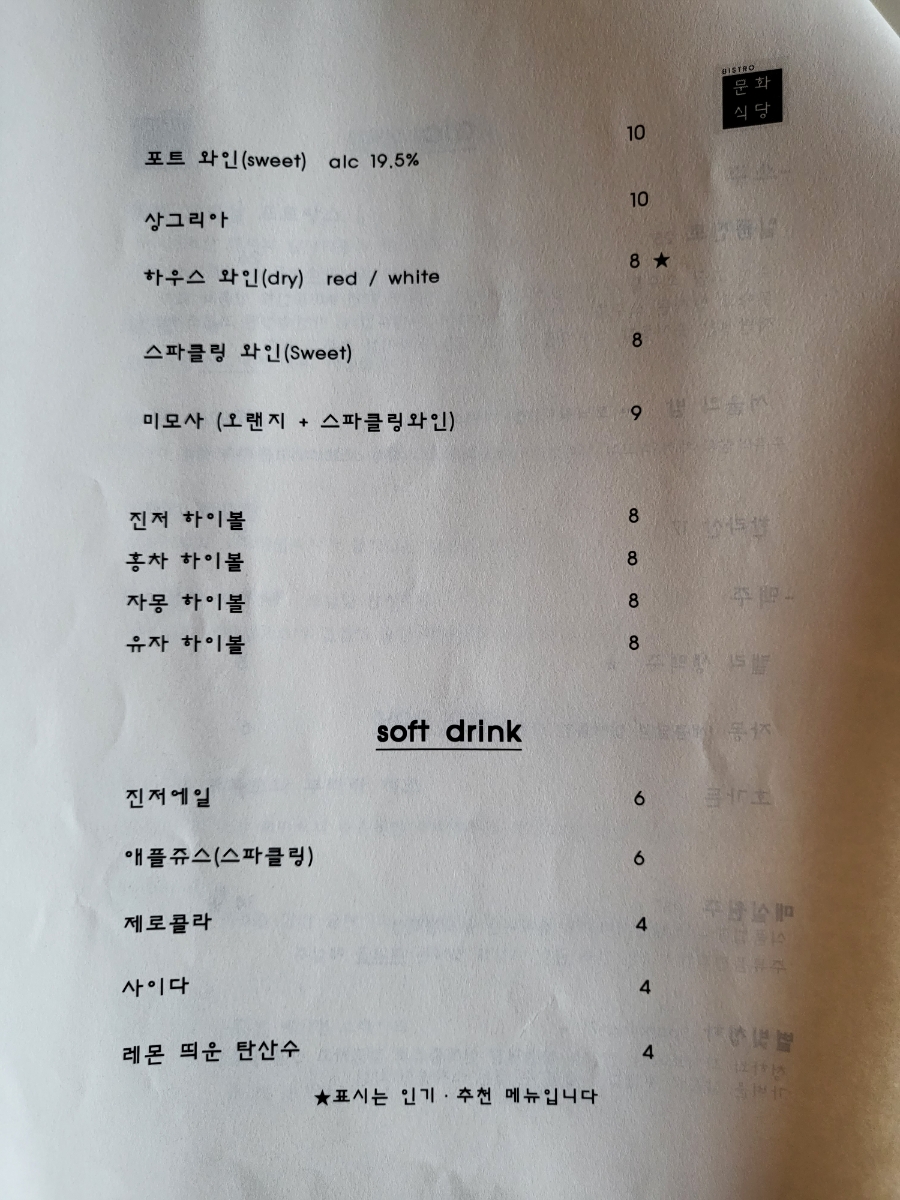 BISTRO
문화
식당
포트 와인(sweet) alc 19.5% 10
상그리아 10
하우스 와인(dry) red / white 8 ★
스파클링 와인(Sweet) 8
미모사 (오랜지 + 스파클링와인) 9
진저 하이볼 8
홍차 하이볼 8
자몽 하이볼 8
유자 하이볼 8
soft drink
진저에일 6
애플쥬스(스파클링) 6
제로콜라 4
사이다 4
레몬 띄운 탄산수 4
★표시는 인기 · 추천 메뉴입니다